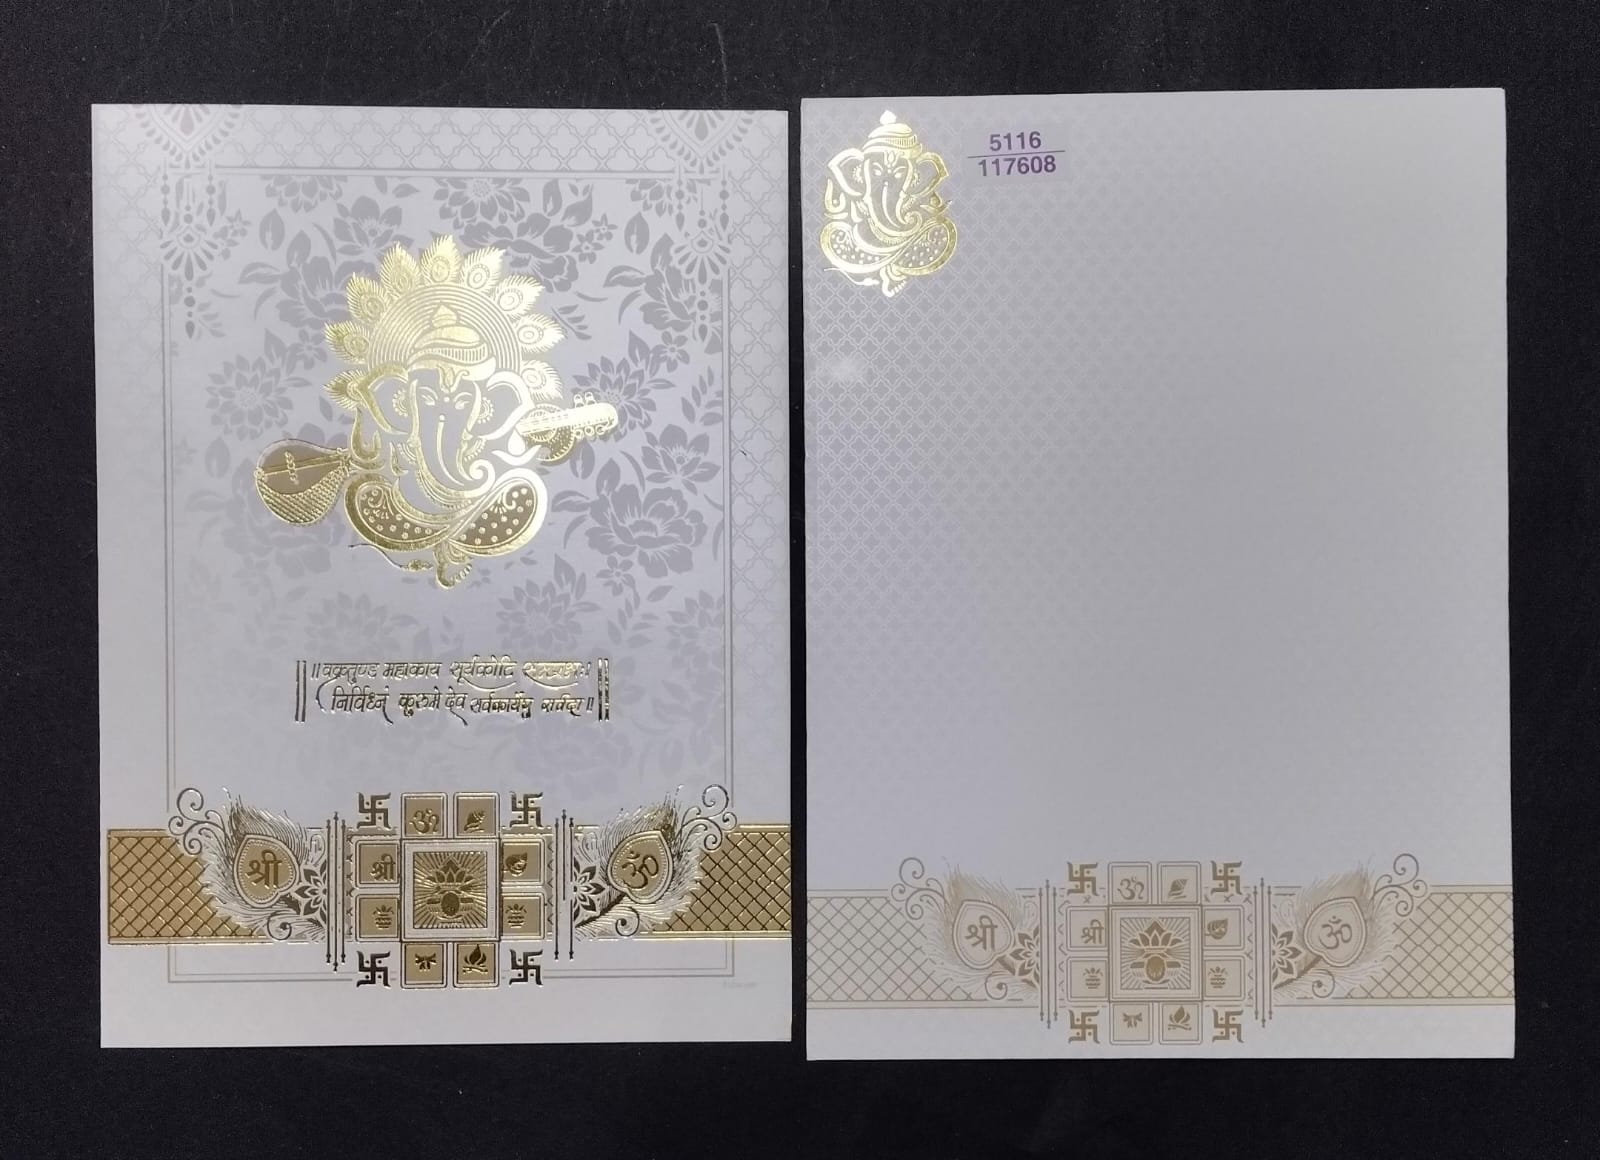 ॥ वक्रतुण्ड महाकाय सूर्यकोटि समप्रभः।
निर्विघ्नं कुरुमे देव सर्वकार्येषु सर्वदा॥
श्री
ॐ
श्री
ॐ
5116
117608
श्री
ॐ
श्री
ॐ